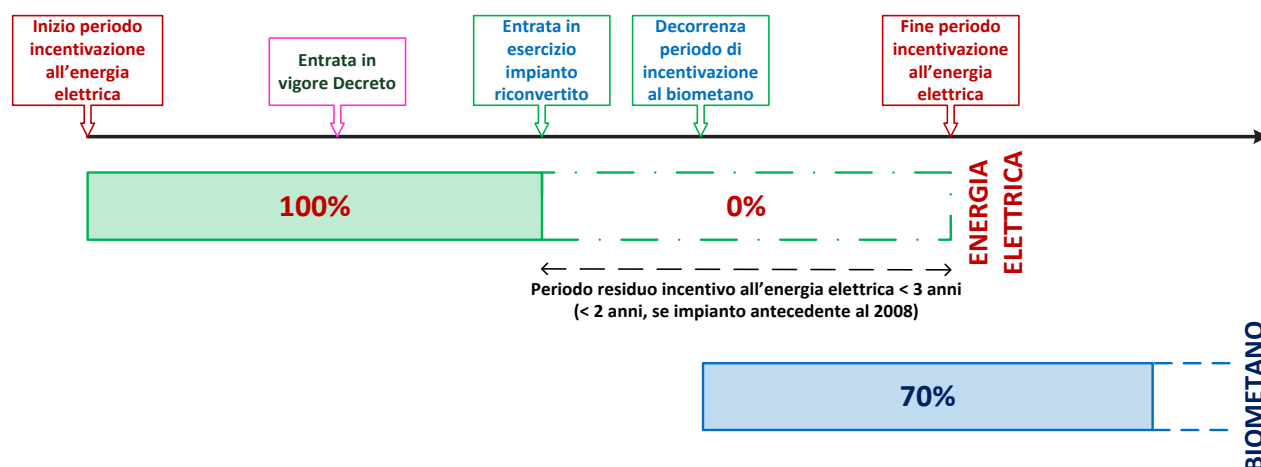 Inizio periodo
incentivazione
all’energia
elettrica
Entrata in
vigore Decreto
Entrata in
esercizio
impianto
riconvertito
Decorrenza
periodo di
incentivazione
al biometano
Fine periodo
incentivazione
all’energia
elettrica
100%
0%
ENERGIA
ELETTRICA
Periodo residuo incentivo all’energia elettrica < 3 anni
(< 2 anni, se impianto antecedente al 2008)
70%
BIOMETANO